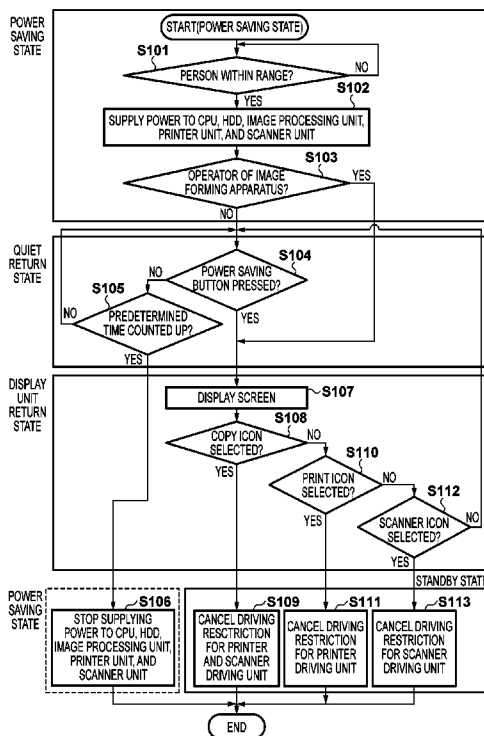 POWER
SAVING
STATE
START(POWER SAVING STATE)
S101
PERSON WITHIN RANGE?
NO
YES
S102
SUPPLY POWER TO CPU, HDD, IMAGE PROCESSING UNIT,
PRINTER UNIT, AND SCANNER UNIT
S103
OPERATOR OF IMAGE
FORMING APPARATUS?
YES
NO
QUIET
RETURN
STATE
S104
POWER SAVING
BUTTON PRESSED?
NO
YES
S105
PREDETERMINED
TIME COUNTED UP?
NO
YES
DISPLAY
UNIT
RETURN
STATE
S107
DISPLAY SCREEN
S108
COPY ICON
SELECTED?
NO
YES
S110
PRINT ICON
SELECTED?
NO
YES
S112
SCANNER ICON
SELECTED?
NO
YES
STANDBY STATE
POWER
SAVING
STATE
S106
STOP SUPPLYING
POWER TO CPU, HDD,
IMAGE PROCESSING UNIT,
PRINTER UNIT, AND
SCANNER UNIT
S109
CANCEL DRIVING
RESCTRICTION
FOR PRINTER
AND SCANNER
DRIVING UNIT
S111
CANCEL DRIVING
RESTRICTION
FOR PRINTER
DRIVING UNIT
S113
CANCEL DRIVING
RESTRICTION
FOR SCANNER
DRIVING UNIT
END